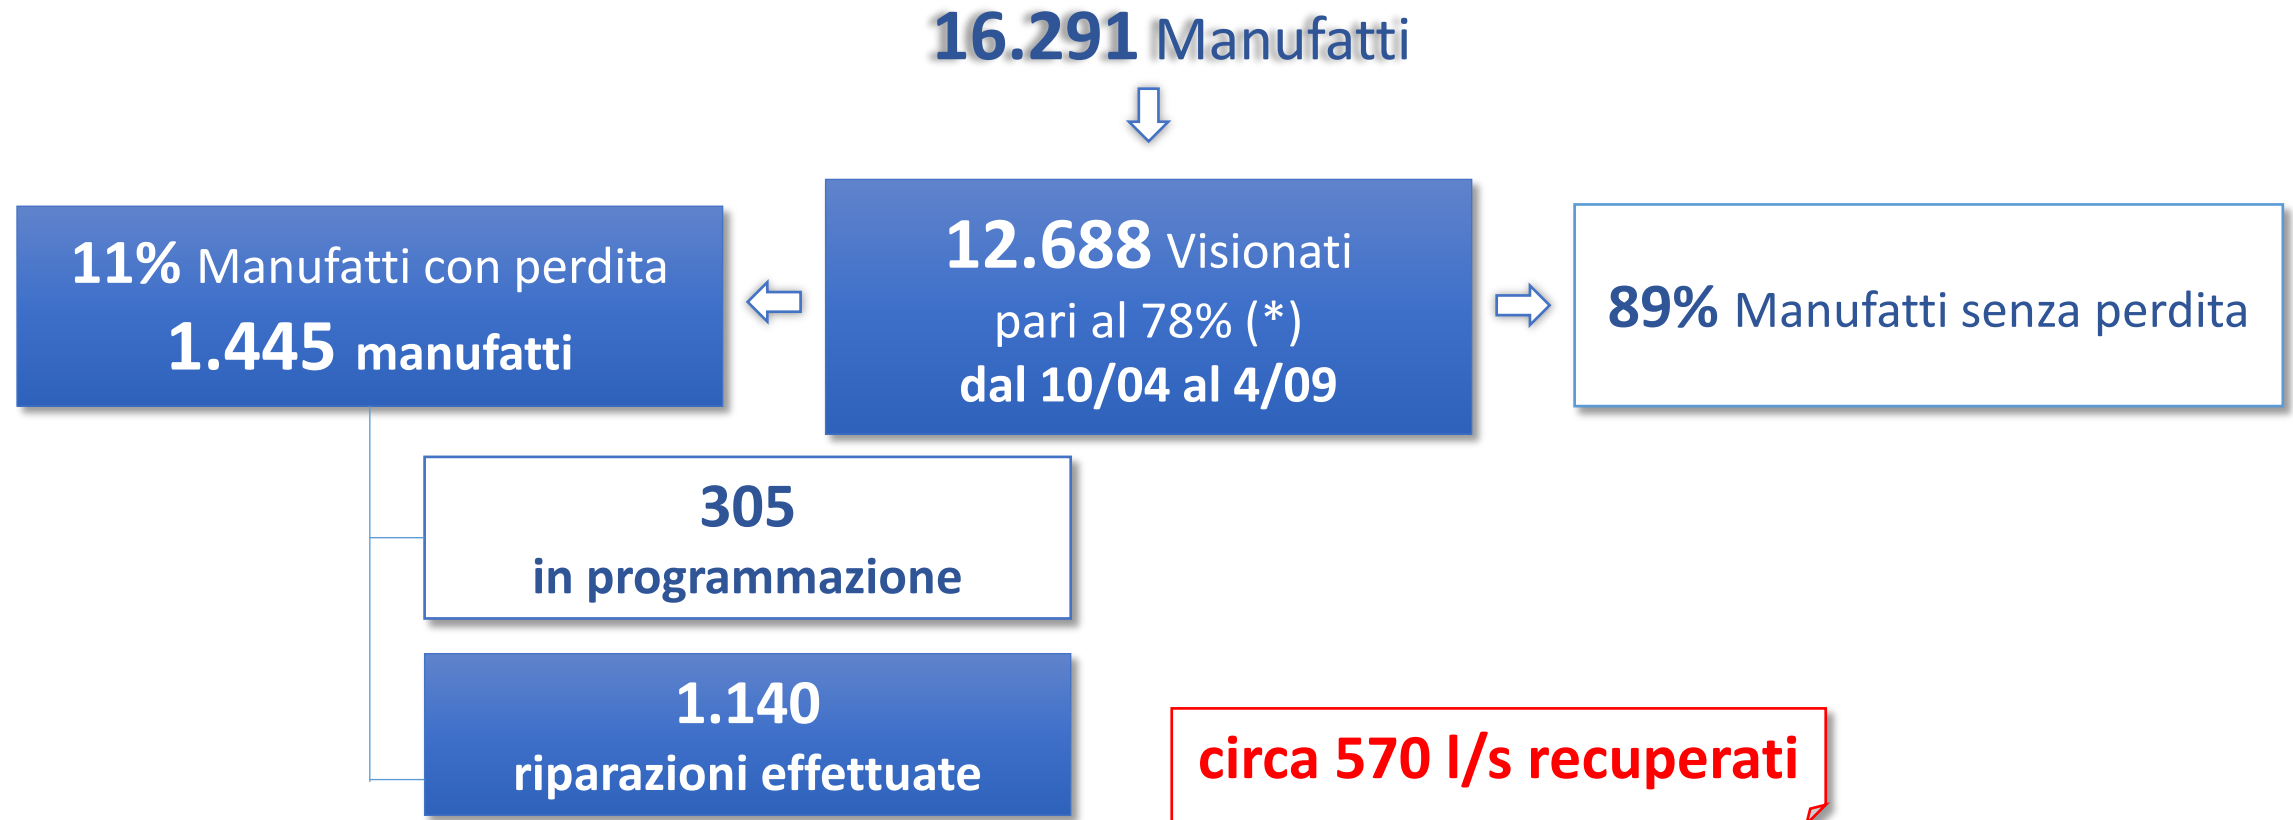 16.291 Manufatti
11% Manufatti con perdita
1.445 manufatti
12.688 Visionati
pari al 78% (*)
dal 10/04 al 4/09
89% Manufatti senza perdita
305
in programmazione
1.140
riparazioni effettuate
circa 570 l/s recuperati